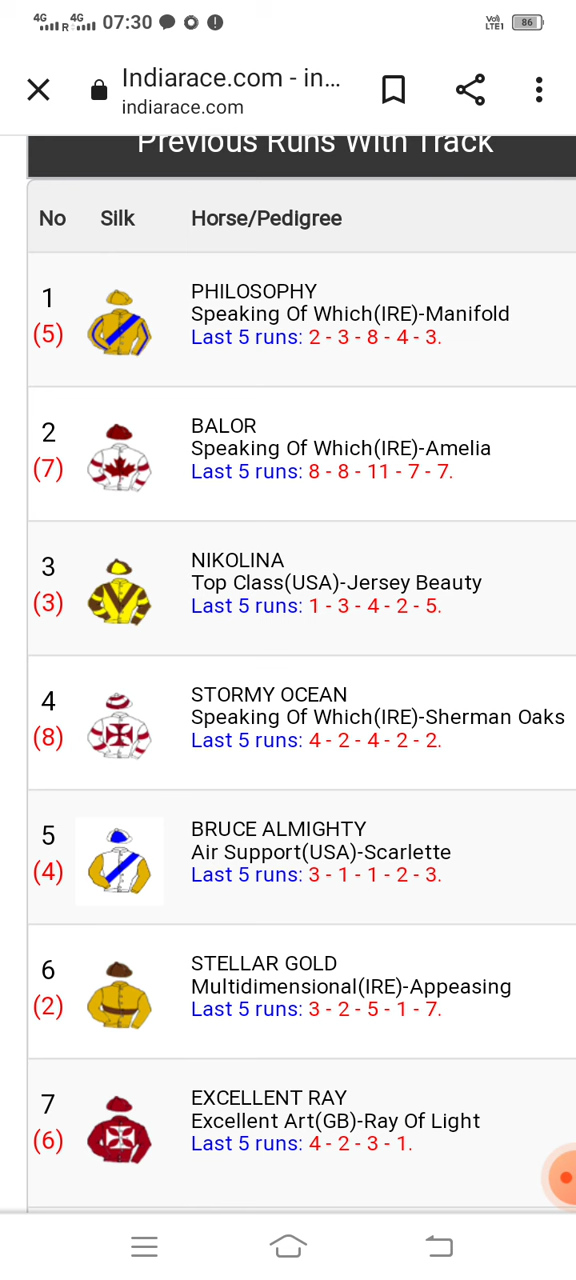 4G R 4G 07:30 Vo)) LTE1 86
Indiarace.com - in...
indiarace.com
Previous Runs With Track
No Silk Horse/Pedigree
1
(5)
PHILOSOPHY
Speaking Of Which(IRE)-Manifold
Last 5 runs: 2 - 3 - 8 - 4 - 3.
2
(7)
BALOR
Speaking Of Which(IRE)-Amelia
Last 5 runs: 8 - 8 - 11 - 7 - 7.
3
(3)
NIKOLINA
Top Class(USA)-Jersey Beauty
Last 5 runs: 1 - 3 - 4 - 2 - 5.
4
(8)
STORMY OCEAN
Speaking Of Which(IRE)-Sherman Oaks
Last 5 runs: 4 - 2 - 4 - 2 - 2.
5
(4)
BRUCE ALMIGHTY
Air Support(USA)-Scarlette
Last 5 runs: 3 - 1 - 1 - 2 - 3.
6
(2)
STELLAR GOLD
Multidimensional(IRE)-Appeasing
Last 5 runs: 3 - 2 - 5 - 1 - 7.
7
(6)
EXCELLENT RAY
Excellent Art(GB)-Ray Of Light
Last 5 runs: 4 - 2 - 3 - 1.